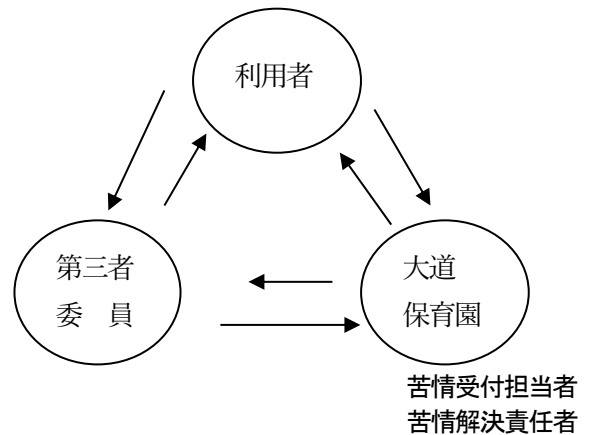 利用者
第三者
委　員
大道
保育園
苦情受付担当者
苦情解決責任者